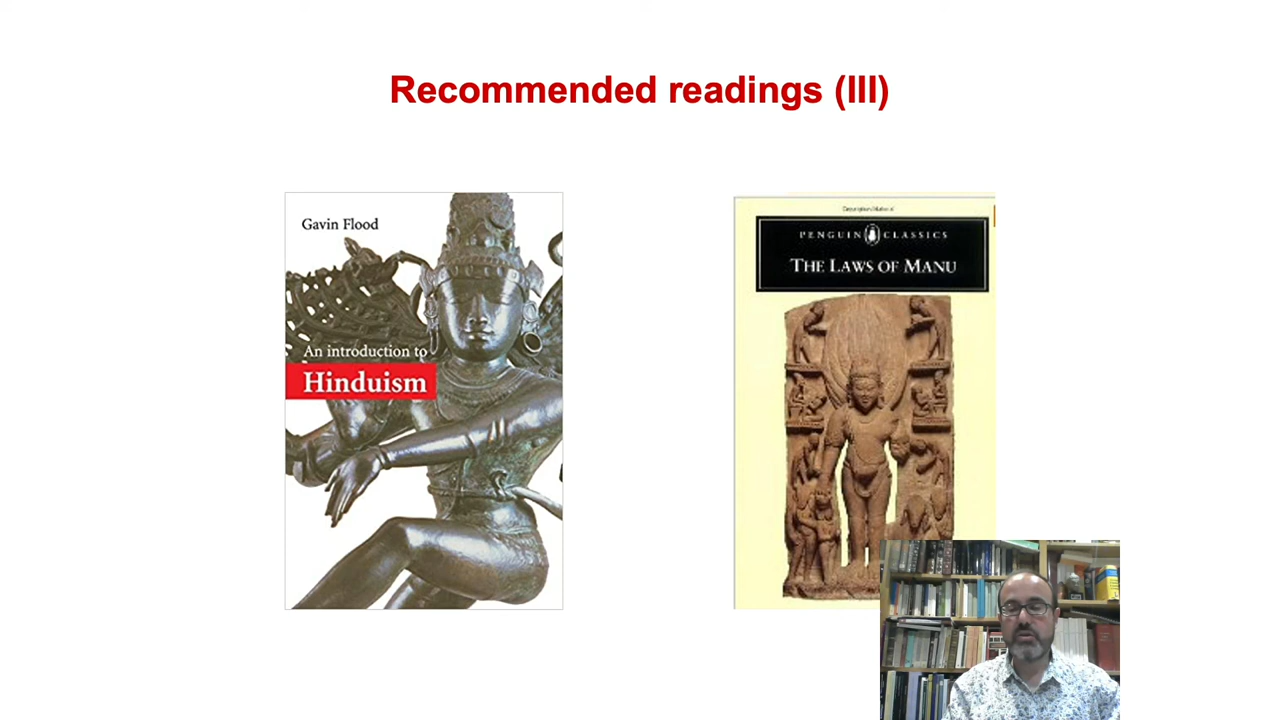 Recommended readings (III)
Gavin Flood
An introduction to
Hinduism
PENGUIN CLASSICS
THE LAWS OF MANU